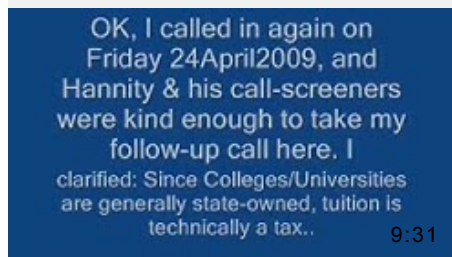 OK, I called in again on
Friday 24April2009, and
Hannity & his call-screeners
were kind enough to take my
follow-up call here. I
clarified: Since Colleges/Universities
are generally state-owned, tuition is
technically a tax..
9:31